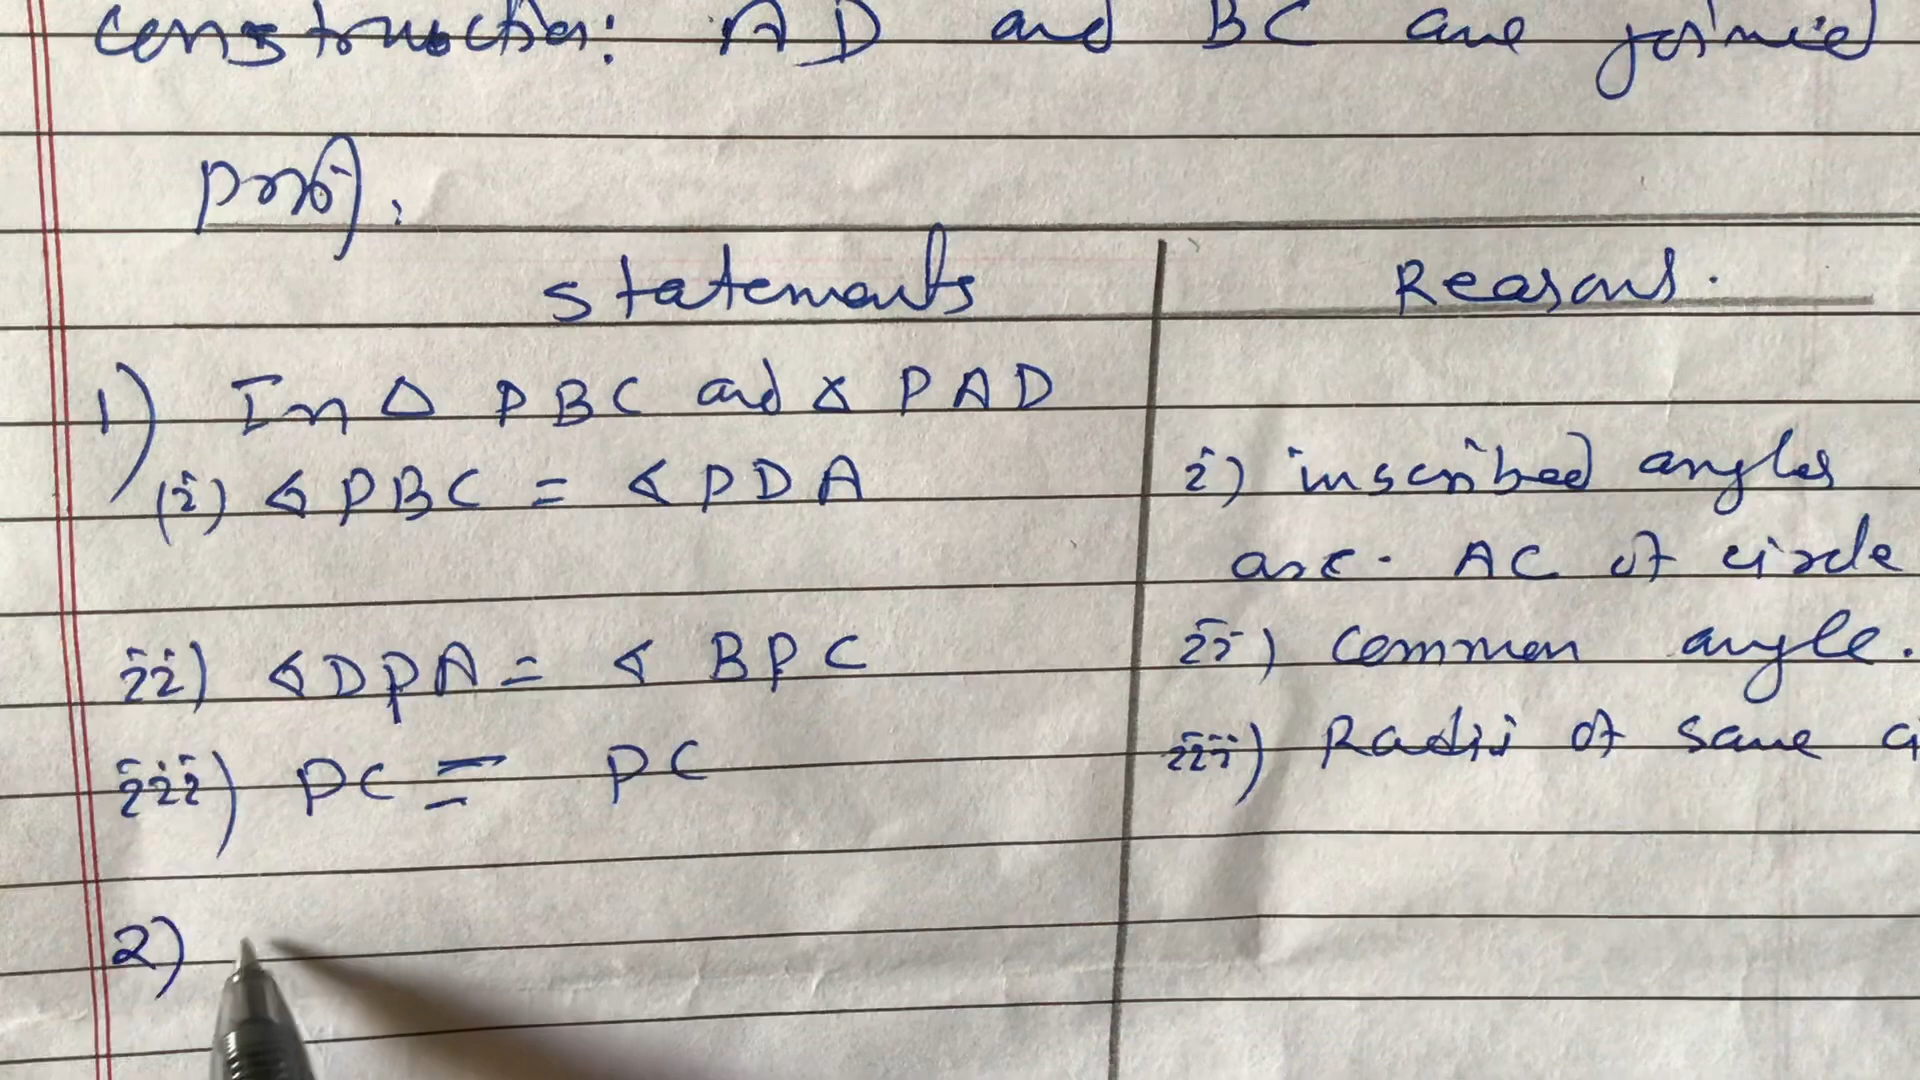 construction: AD and BC are joined
proof.
statements Reasons.
1) In △ PBC and △ PAD
(i) ∢ PBC = ∢ PDA i) inscribed angles
arc. AC of circle
ii) ∢ DPA = ∢ BPC ii) common angle.
iii) PC = PC iii) Radii of same
2)